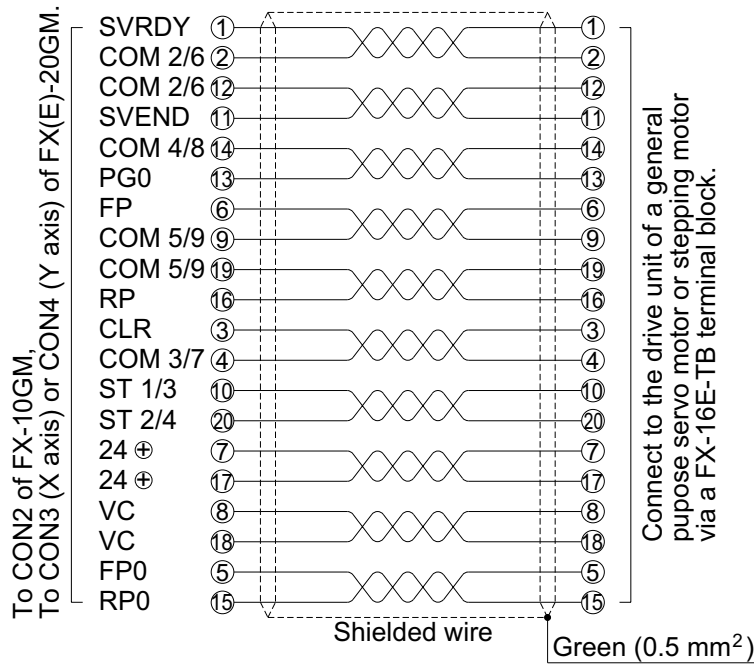 To CON2 of FX-10GM,
To CON3 (X axis) or CON4 (Y axis) of FX(E)-20GM.
SVRDY 1 1
COM 2/6 2 2
COM 2/6 12 12
SVEND 11 11
COM 4/8 14 14
PG0 13 13
FP 6 6
COM 5/9 9 9
COM 5/9 19 19
RP 16 16
CLR 3 3
COM 3/7 4 4
ST 1/3 10 10
ST 2/4 20 20
24 ⊕ 7 7
24 ⊕ 17 17
VC 8 8
VC 18 18
FP0 5 5
RP0 15 15
Shielded wire
Green (0.5 mm²)
Connect to the drive unit of a general
pupose servo motor or stepping motor
via a FX-16E-TB terminal block.